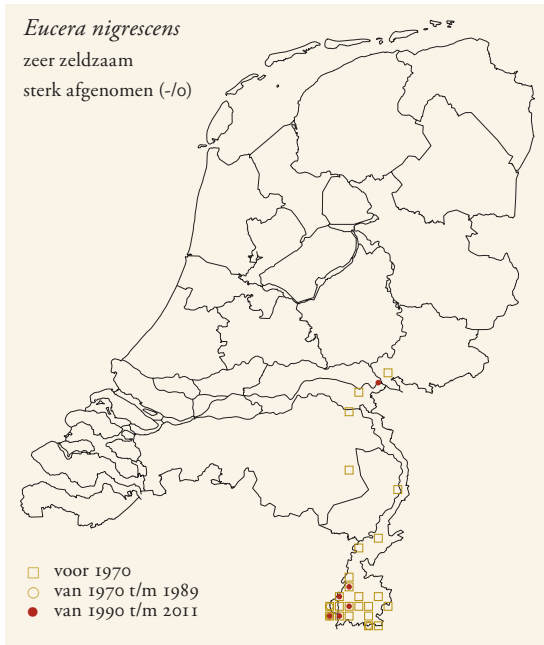 Eucera nigrescens
zeer zeldzaam
sterk afgenomen (-/0)
voor 1970
van 1970 t/m 1989
van 1990 t/m 2011